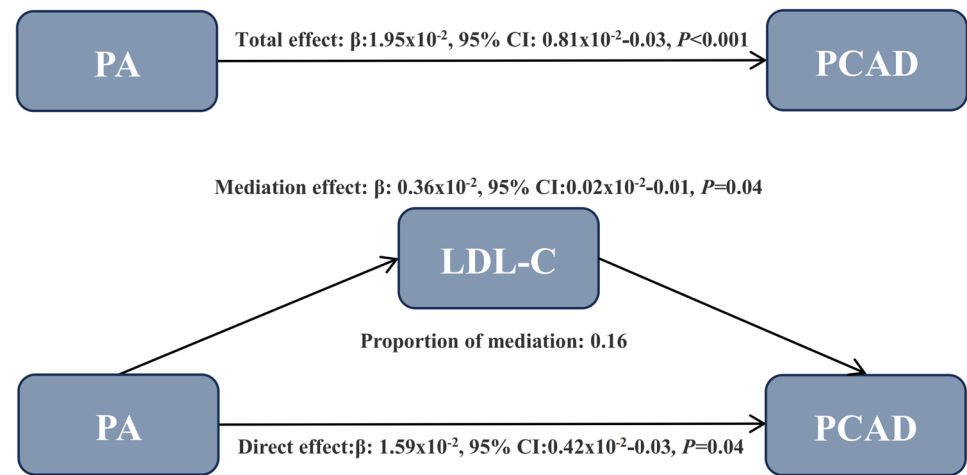 Total effect: β:1.95x10⁻², 95% CI: 0.81x10⁻²-0.03, P<0.001
PA
PCAD
Mediation effect: β: 0.36x10⁻², 95% CI:0.02x10⁻²-0.01, P=0.04
LDL-C
Proportion of mediation: 0.16
PA
PCAD
Direct effect:β: 1.59x10⁻², 95% CI:0.42x10⁻²-0.03, P=0.04